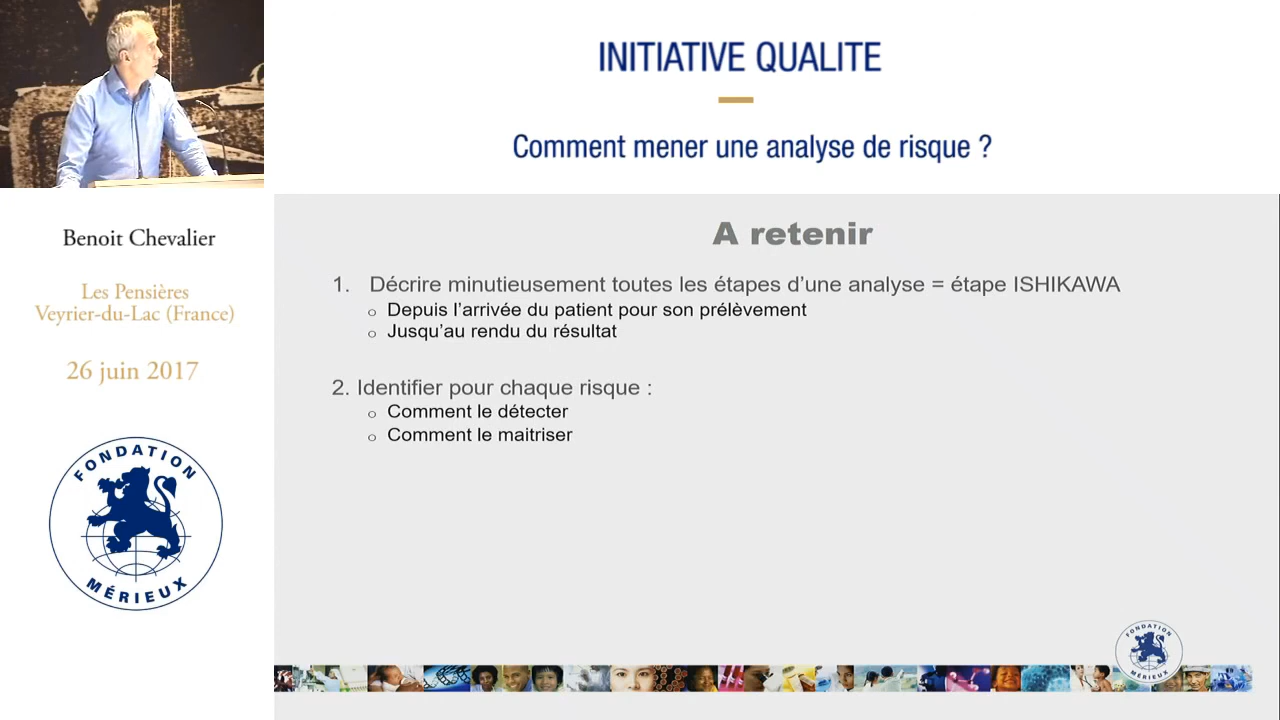 INITIATIVE QUALITE
Comment mener une analyse de risque ?
Benoit Chevalier
Les Pensières
Veyrier-du-Lac (France)
26 juin 2017
FONDATION
MÉRIEUX
A retenir
1. Décrire minutieusement toutes les étapes d'une analyse = étape ISHIKAWA
o Depuis l'arrivée du patient pour son prélèvement
o Jusqu'au rendu du résultat
2. Identifier pour chaque risque :
o Comment le détecter
o Comment le maitriser
FONDATION
MÉRIEUX